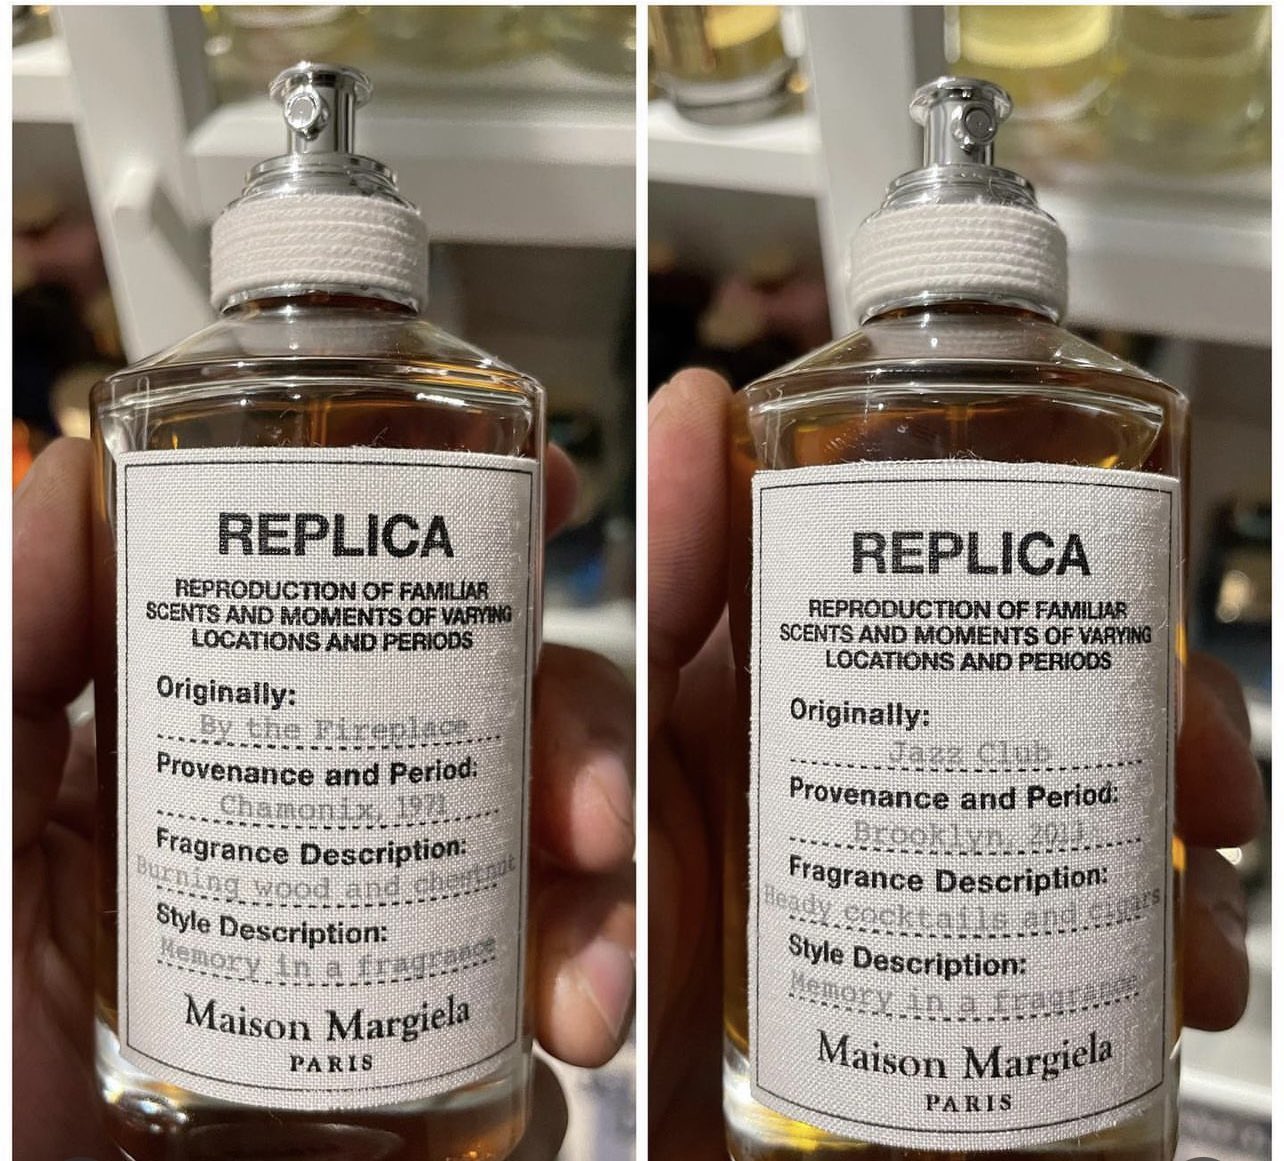 REPLICA
REPRODUCTION OF FAMILIAR
SCENTS AND MOMENTS OF VARYING
LOCATIONS AND PERIODS
Originally:
By the Fireplace
Provenance and Period:
Chamonix, 1971
Fragrance Description:
Burning wood and chestnut
Style Description:
Memory in a fragrance
Maison Margiela
PARIS
REPLICA
REPRODUCTION OF FAMILIAR
SCENTS AND MOMENTS OF VARYING
LOCATIONS AND PERIODS
Originally:
Jazz Club
Provenance and Period:
Brooklyn, 2013
Fragrance Description:
Heady cocktails and cigars
Style Description:
Memory in a fragrance
Maison Margiela
PARIS